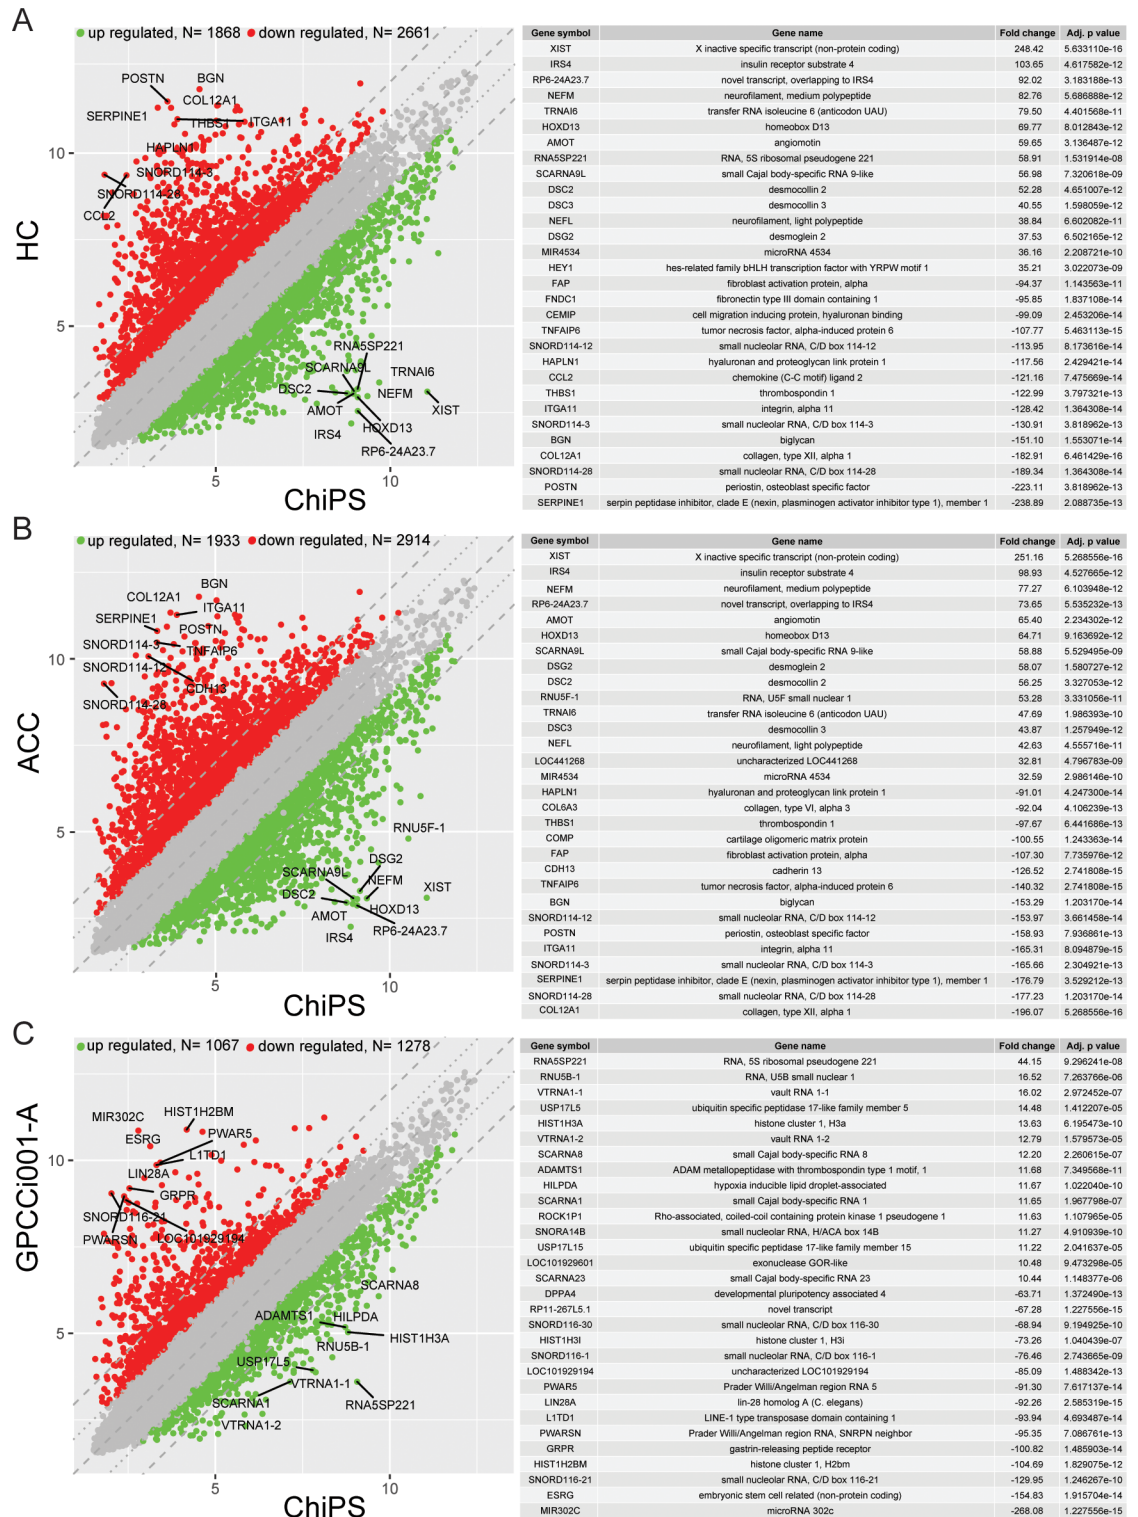 A
up regulated, N= 1868 down regulated, N= 2661
POSTN
BGN
COL12A1
SERPINE1
THBS1
ITGA11
HAPLN1
SNORD114-3
SNORD114-28
CCL2
RNA5SP221
SCARNA9L
TRNAI6
DSC2
NEFM
AMOT
XIST
HOXD13
IRS4
RP6-24A23.7
10
5
5
10
HC
ChiPS
Gene symbol Gene name Fold change Adj. p value
XIST X inactive specific transcript (non-protein coding) 248.42 5.633110e-16
IRS4 insulin receptor substrate 4 103.65 4.617582e-12
RP6-24A23.7 novel transcript, overlapping to IRS4 92.02 3.183188e-13
NEFM neurofilament, medium polypeptide 82.76 5.686888e-12
TRNAI6 transfer RNA isoleucine 6 (anticodon UAU) 79.50 4.401568e-11
HOXD13 homeobox D13 69.77 8.012843e-12
AMOT angiomotin 59.65 3.136487e-12
RNA5SP221 RNA, 5S ribosomal pseudogene 221 58.91 1.531914e-08
SCARNA9L small Cajal body-specific RNA 9-like 56.98 7.320618e-09
DSC2 desmocollin 2 52.28 4.651007e-12
DSC3 desmocollin 3 40.55 1.598059e-12
NEFL neurofilament, light polypeptide 38.84 6.602082e-11
DSG2 desmoglein 2 37.53 6.502165e-12
MIR4534 microRNA 4534 36.16 2.208721e-10
HEY1 hes-related family bHLH transcription factor with YRPW motif 1 35.21 3.022073e-09
FAP fibroblast activation protein, alpha -94.37 1.143563e-11
FNDC1 fibronectin type III domain containing 1 -95.85 1.837108e-14
CEMIP cell migration inducing protein, hyaluronan binding -99.09 2.453206e-14
TNFAIP6 tumor necrosis factor, alpha-induced protein 6 -107.77 5.463113e-15
SNORD114-12 small nucleolar RNA, C/D box 114-12 -113.95 8.173614e-14
HAPLN1 hyaluronan and proteoglycan link protein 1 -117.56 2.429421e-14
CCL2 chemokine (C-C motif) ligand 2 -121.16 7.475669e-14
THBS1 thrombospondin 1 -122.99 3.797321e-13
ITGA11 integrin, alpha 11 -128.42 1.364308e-14
SNORD114-3 small nucleolar RNA, C/D box 114-3 -130.91 3.818962e-13
BGN biglycan -151.10 1.553071e-14
COL12A1 collagen, type XII, alpha 1 -182.91 6.461429e-16
SNORD114-28 small nucleolar RNA, C/D box 114-28 -189.34 1.364308e-14
POSTN periostin, osteoblast specific factor -223.11 3.818962e-13
SERPINE1 serpin peptidase inhibitor, clade E (nexin, plasminogen activator inhibitor type 1), member 1 -238.89 2.088735e-13
B
up regulated, N= 1933 down regulated, N= 2914
BGN
COL12A1
ITGA11
SERPINE1
POSTN
SNORD114-3
TNFAIP6
SNORD114-12
CDH13
SNORD114-28
RNU5F-1
DSG2
SCARNA9L
NEFM
XIST
DSC2
HOXD13
AMOT
RP6-24A23.7
IRS4
10
5
5
10
ACC
ChiPS
Gene symbol Gene name Fold change Adj. p value
XIST X inactive specific transcript (non-protein coding) 251.16 5.268556e-16
IRS4 insulin receptor substrate 4 98.93 4.527665e-12
NEFM neurofilament, medium polypeptide 77.27 6.103948e-12
RP6-24A23.7 novel transcript, overlapping to IRS4 73.65 5.535232e-13
AMOT angiomotin 65.40 2.234302e-12
HOXD13 homeobox D13 64.71 9.163692e-12
SCARNA9L small Cajal body-specific RNA 9-like 58.88 5.529495e-09
DSG2 desmoglein 2 58.07 1.580727e-12
DSC2 desmocollin 2 56.25 3.327053e-12
RNU5F-1 RNA, U5F small nuclear 1 53.28 3.331056e-11
TRNAI6 transfer RNA isoleucine 6 (anticodon UAU) 47.69 1.986393e-10
DSC3 desmocollin 3 43.87 1.257949e-12
NEFL neurofilament, light polypeptide 42.63 4.555716e-11
LOC441268 uncharacterized LOC441268 32.81 4.796783e-09
MIR4534 microRNA 4534 32.59 2.986146e-10
HAPLN1 hyaluronan and proteoglycan link protein 1 -91.01 4.247300e-14
COL6A3 collagen, type VI, alpha 3 -92.04 4.106239e-13
THBS1 thrombospondin 1 -97.67 6.441686e-13
COMP cartilage oligomeric matrix protein -100.55 1.243363e-14
FAP fibroblast activation protein, alpha -107.30 7.735976e-12
CDH13 cadherin 13 -126.52 2.741808e-15
TNFAIP6 tumor necrosis factor, alpha-induced protein 6 -140.32 2.741808e-15
BGN biglycan -153.29 1.203170e-14
SNORD114-12 small nucleolar RNA, C/D box 114-12 -153.97 3.661458e-14
POSTN periostin, osteoblast specific factor -158.93 7.936861e-13
ITGA11 integrin, alpha 11 -165.31 8.094879e-15
SNORD114-3 small nucleolar RNA, C/D box 114-3 -165.66 2.304921e-13
SERPINE1 serpin peptidase inhibitor, clade E (nexin, plasminogen activator inhibitor type 1), member 1 -176.79 3.529212e-13
SNORD114-28 small nucleolar RNA, C/D box 114-28 -177.23 1.203170e-14
COL12A1 collagen, type XII, alpha 1 -196.07 5.268556e-16
C
up regulated, N= 1067 down regulated, N= 1278
MIR302C
HIST1H2BM
ESRG
PWAR5
L1TD1
LIN28A
GRPR
SNORD116-21
PWARSN
LOC101929194
SCARNA8
ADAMTS1
HILPDA
HIST1H3A
RNU5B-1
USP17L5
VTRNA1-1
SCARNA1
RNA5SP221
VTRNA1-2
10
5
5
10
GPCCi001-A
ChiPS
Gene symbol Gene name Fold change Adj. p value
RNA5SP221 RNA, 5S ribosomal pseudogene 221 44.15 9.296241e-08
RNU5B-1 RNA, U5B small nuclear 1 16.52 7.263766e-06
VTRNA1-1 vault RNA 1-1 16.02 2.972452e-07
USP17L5 ubiquitin specific peptidase 17-like family member 5 14.48 1.412207e-05
HIST1H3A histone cluster 1, H3a 13.63 6.195473e-10
VTRNA1-2 vault RNA 1-2 12.79 1.579573e-05
SCARNA8 small Cajal body-specific RNA 8 12.20 2.260615e-07
ADAMTS1 ADAM metallopeptidase with thrombospondin type 1 motif, 1 11.68 7.349566e-11
HILPDA hypoxia inducible lipid droplet-associated 11.67 1.022040e-10
SCARNA1 small Cajal body-specific RNA 1 11.65 1.967798e-07
ROCK1P1 Rho-associated, coiled-coil containing protein kinase 1 pseudogene 1 11.63 1.107965e-05
SNORA14B small nucleolar RNA, H/ACA box 14B 11.27 4.910939e-10
USP17L15 ubiquitin specific peptidase 17-like family member 15 11.22 2.041637e-05
LOC101929601 exonuclease GOR-like 10.48 9.473298e-05
SCARNA23 small Cajal body-specific RNA 23 10.44 1.148377e-06
DPPA4 developmental pluripotency associated 4 -63.71 1.372490e-13
RP11-267L5.1 novel transcript -67.28 1.227556e-15
SNORD116-30 small nucleolar RNA, C/D box 116-30 -68.94 9.194925e-10
HIST1H3I histone cluster 1, H3i -73.26 1.040439e-07
SNORD116-1 small nucleolar RNA, C/D box 116-1 -76.46 2.743665e-09
LOC101929194 uncharacterized LOC101929194 -85.09 1.488342e-13
PWAR5 Prader Willi/Angelman region RNA 5 -91.30 7.617137e-14
LIN28A lin-28 homolog A (C. elegans) -92.26 2.585319e-15
L1TD1 LINE-1 type transposase domain containing 1 -93.94 4.693487e-14
PWARSN Prader Willi/Angelman region RNA, SNRPN neighbor -95.35 7.086761e-13
GRPR gastrin-releasing peptide receptor -100.82 1.485903e-14
HIST1H2BM histone cluster 1, H2bm -104.69 1.829075e-12
SNORD116-21 small nucleolar RNA, C/D box 116-21 -129.95 1.246267e-10
ESRG embryonic stem cell related (non-protein coding) -154.83 1.915704e-14
MIR302C microRNA 302c -268.08 1.227556e-15